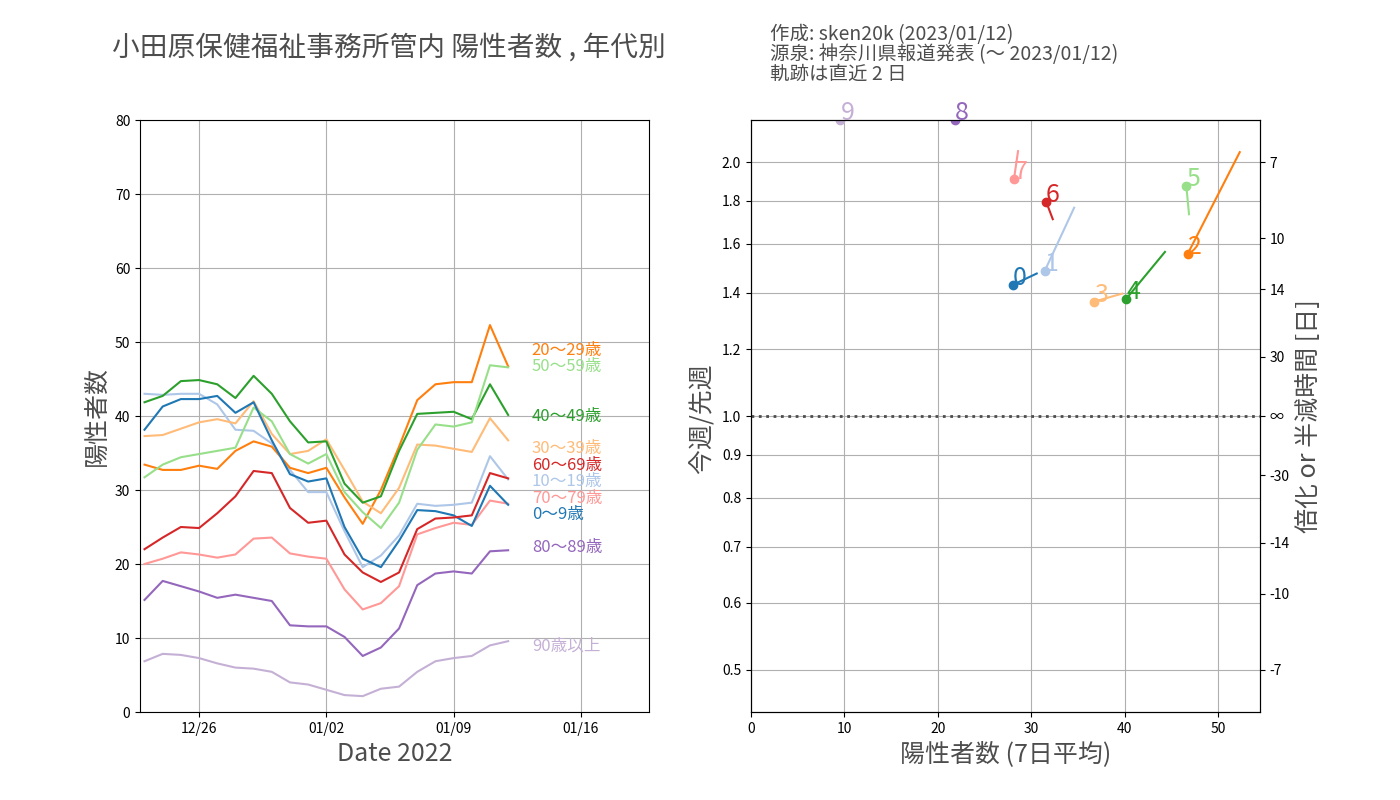 小田原保健福祉事務所管内 陽性者数 , 年代別
作成: sken20k (2023/01/12)
源泉: 神奈川県報道発表 (〜 2023/01/12)
軌跡は直近 2 日
80
70
60
50
40
30
20
10
0
陽性者数
20〜29歳
50〜59歳
40〜49歳
30〜39歳
60〜69歳
10〜19歳
70〜79歳
0〜9歳
80〜89歳
90歳以上
12/26
01/02
01/09
01/16
Date 2022
9
8
7
6
5
2
1
0
3
4
2.0
1.8
1.6
1.4
1.2
1.0
0.9
0.8
0.7
0.6
0.5
今週/先週
7
10
14
30
∞
-30
-14
-10
-7
倍化 or 半減時間 [日]
0
10
20
30
40
50
陽性者数 (7日平均)